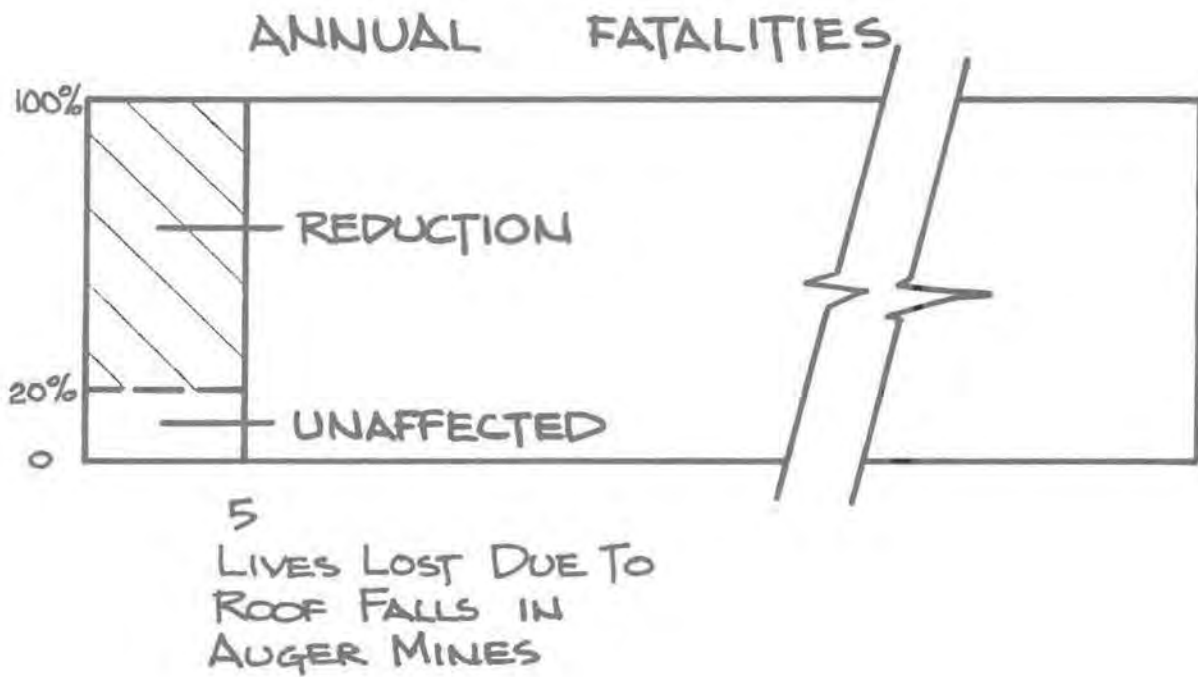 ANNUAL FATALITIES
100%
REDUCTION
20%
UNAFFECTED
0
5
LIVES LOST DUE TO
ROOF FALLS IN
AUGER MINES